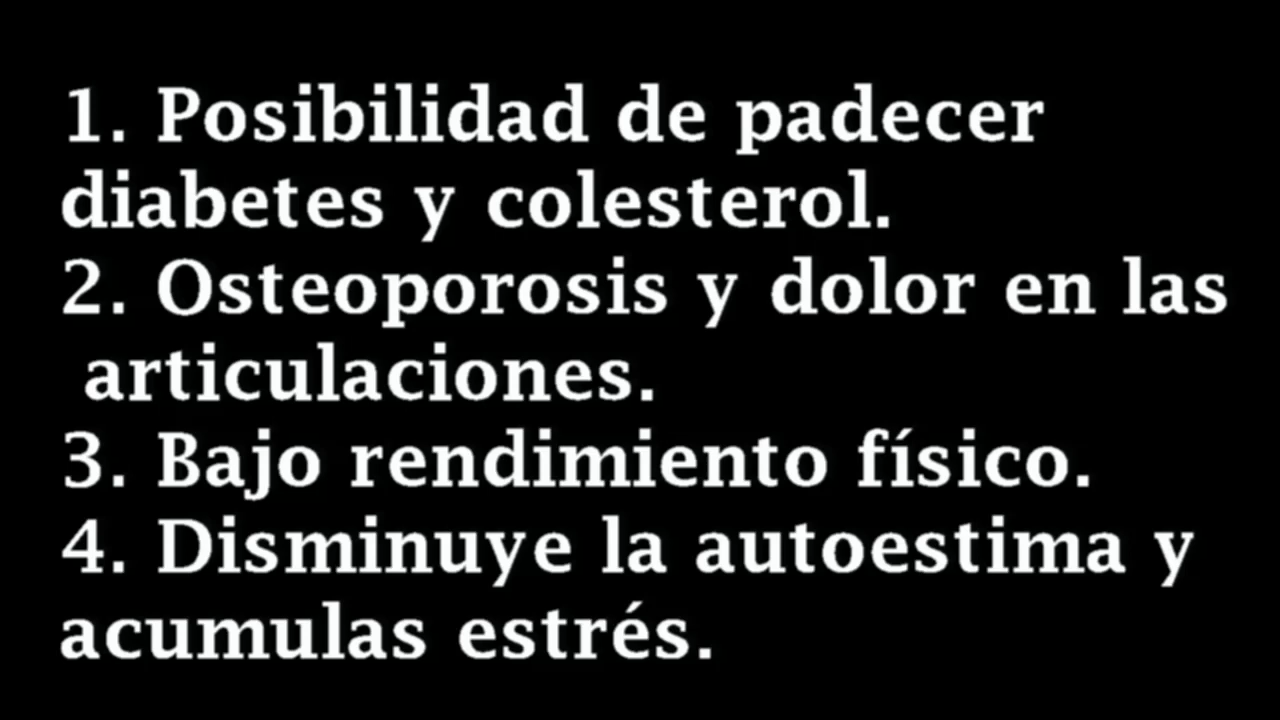 1. Posibilidad de padecer
diabetes y colesterol.
2. Osteoporosis y dolor en las
articulaciones.
3. Bajo rendimiento físico.
4. Disminuye la autoestima y
acumulas estrés.